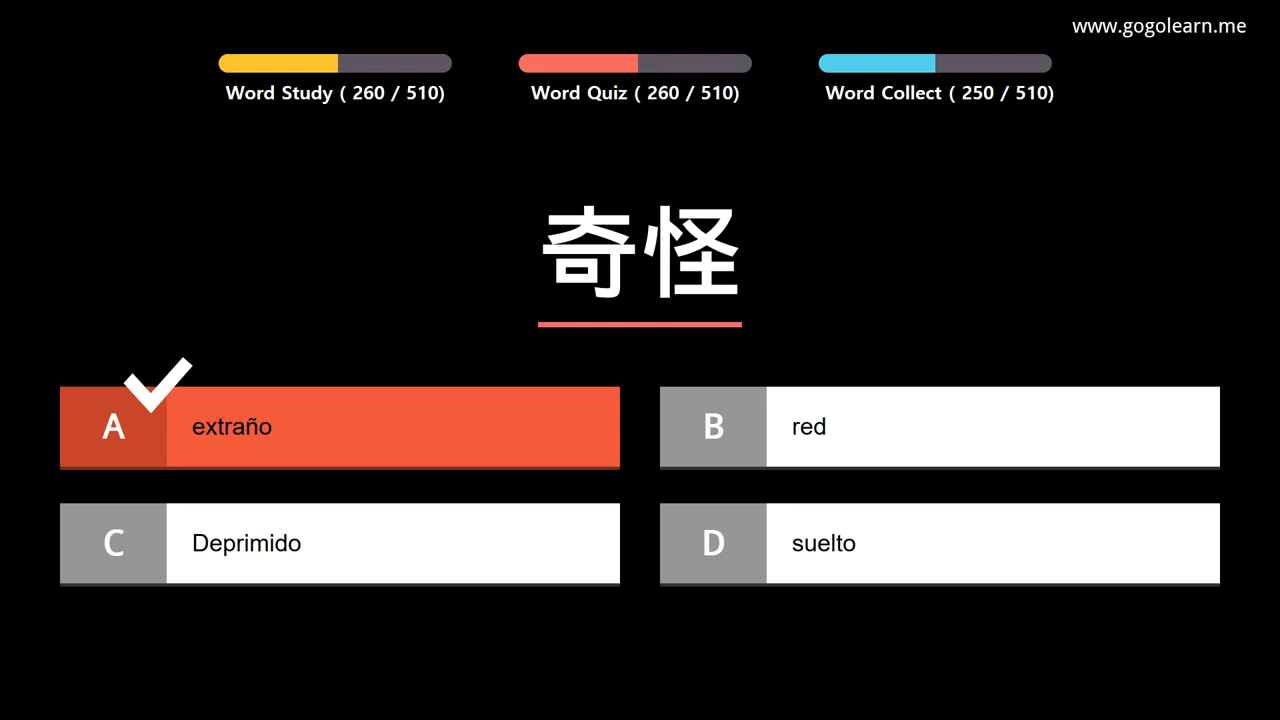 www.gogolearn.me
Word Study ( 260 / 510)
Word Quiz ( 260 / 510)
Word Collect ( 250 / 510)
奇怪
A extraño
B red
C Deprimido
D suelto